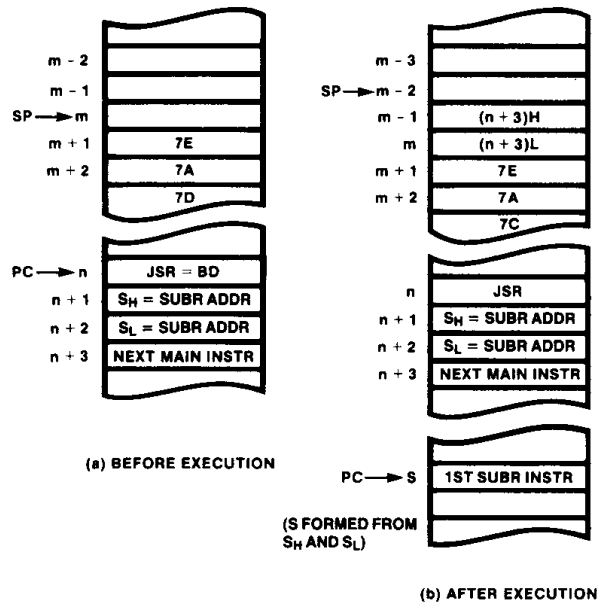 m - 2
m - 1
SP m
m + 1 7E
m + 2 7A
7D
PC n JSR = BD
n + 1 SH = SUBR ADDR
n + 2 SL = SUBR ADDR
n + 3 NEXT MAIN INSTR
(a) BEFORE EXECUTION
m - 3
SP m - 2
m - 1 (n + 3)H
m (n + 3)L
m + 1 7E
m + 2 7A
7C
n JSR
n + 1 SH = SUBR ADDR
n + 2 SL = SUBR ADDR
n + 3 NEXT MAIN INSTR
PC S 1ST SUBR INSTR
(S FORMED FROM
SH AND SL)
(b) AFTER EXECUTION